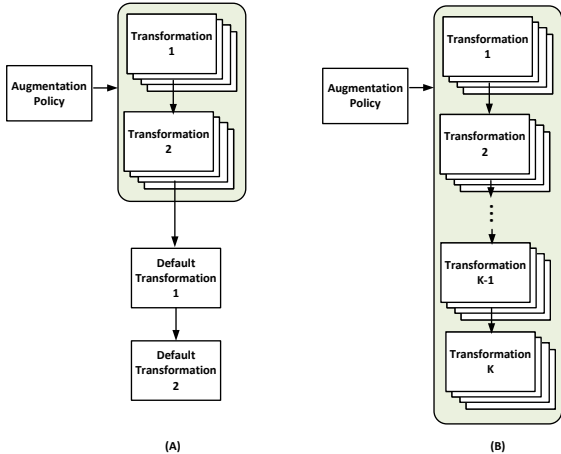 Transformation
1
Augmentation
Policy
Transformation
2
Default
Transformation
1
Default
Transformation
2
(A)
Transformation
1
Augmentation
Policy
Transformation
2
Transformation
K-1
Transformation
K
(B)